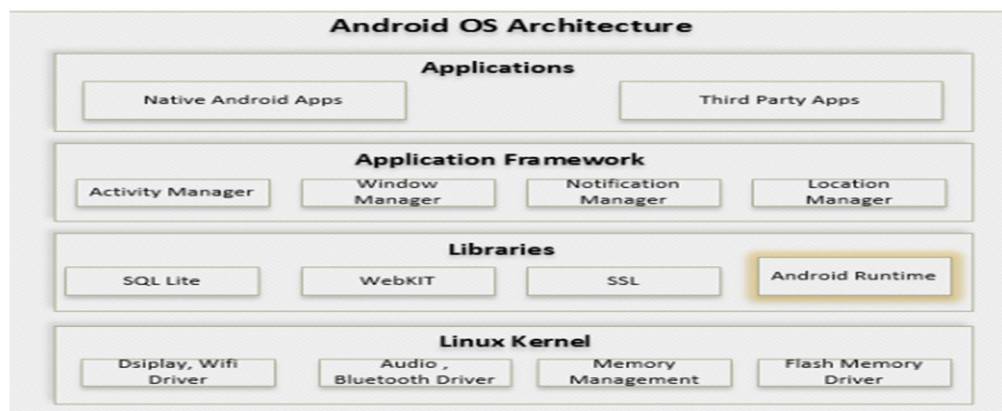 Android OS Architecture
Applications
Native Android Apps
Third Party Apps
Application Framework
Activity Manager
Window
Manager
Notification
Manager
Location
Manager
Libraries
SQL Lite
WebKIT
SSL
Android Runtime
Linux Kernel
Dsiplay, Wifi
Driver
Audio ,
Bluetooth Driver
Memory
Management
Flash Memory
Driver